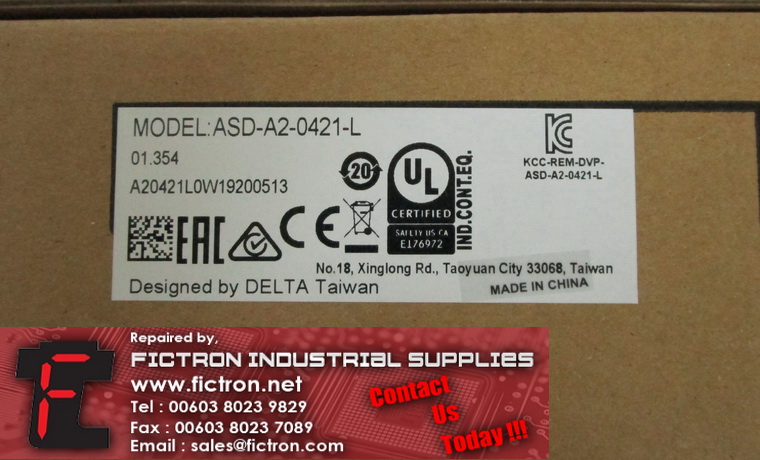 MODEL:ASD-A2-0421-L
01.354
A20421L0W19200513
20
UL
CERTIFIED
SAFETY US CA
E176972
IND.CONT.EQ.
KC
KCC-REM-DVP-
ASD-A2-0421-L
EAC
CE
No.18, Xinglong Rd., Taoyuan City 33068, Taiwan
Designed by DELTA Taiwan
MADE IN CHINA
Repaired by,
FICTRON INDUSTRIAL SUPPLIES
www.fictron.net
Tel : 00603 8023 9829
Fax : 00603 8023 7089
Email : sales@fictron.com
Contact
Us
Today !!!